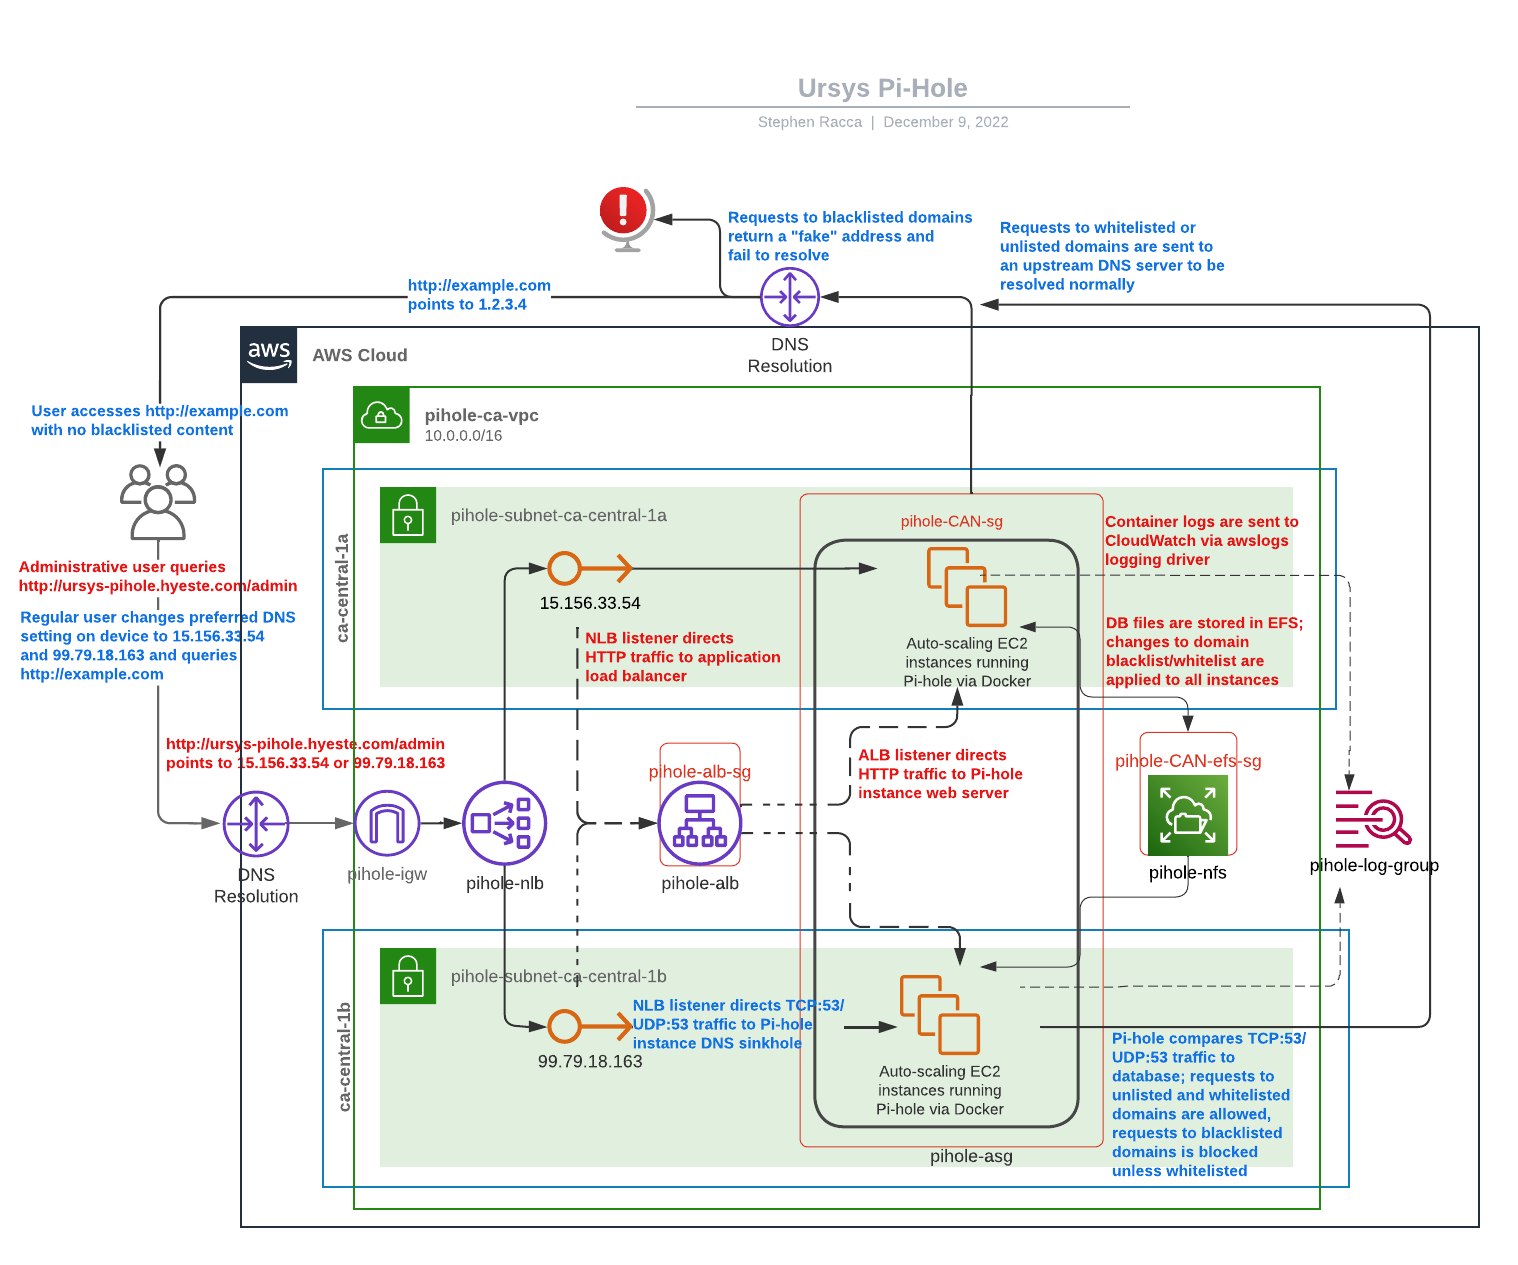 Ursys Pi-Hole
Stephen Racca | December 9, 2022
Requests to blacklisted domains
return a "fake" address and
fail to resolve
Requests to whitelisted or
unlisted domains are sent to
an upstream DNS server to be
resolved normally
http://example.com
points to 1.2.3.4
DNS
Resolution
aws
AWS Cloud
User accesses http://example.com
with no blacklisted content
pihole-ca-vpc
10.0.0.0/16
ca-central-1a
pihole-subnet-ca-central-1a
pihole-CAN-sg
Container logs are sent to
CloudWatch via awslogs
logging driver
Administrative user queries
http://ursys-pihole.hyeste.com/admin
Regular user changes preferred DNS
setting on device to 15.156.33.54
and 99.79.18.163 and queries
http://example.com
15.156.33.54
NLB listener directs
HTTP traffic to application
load balancer
Auto-scaling EC2
instances running
Pi-hole via Docker
DB files are stored in EFS;
changes to domain
blacklist/whitelist are
applied to all instances
http://ursys-pihole.hyeste.com/admin
points to 15.156.33.54 or 99.79.18.163
pihole-alb-sg
ALB listener directs
HTTP traffic to Pi-hole
instance web server
pihole-CAN-efs-sg
DNS
Resolution
pihole-igw
pihole-nlb
pihole-alb
pihole-nfs
pihole-log-group
ca-central-1b
pihole-subnet-ca-central-1b
NLB listener directs TCP:53/
UDP:53 traffic to Pi-hole
instance DNS sinkhole
99.79.18.163
Auto-scaling EC2
instances running
Pi-hole via Docker
Pi-hole compares TCP:53/
UDP:53 traffic to
database; requests to
unlisted and whitelisted
domains are allowed,
requests to blacklisted
domains is blocked
unless whitelisted
pihole-asg